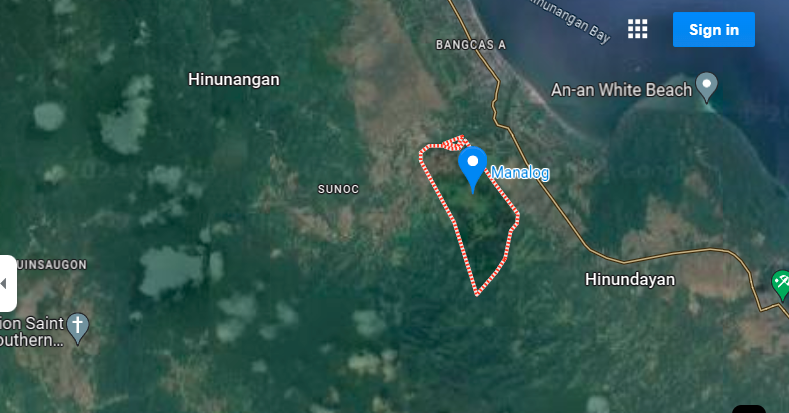 Hinunangan Bay
Sign in
BANGCAS A
Hinunangan
An-an White Beach
Manalog
SUNOC
UINSAUGON
Hinundayan
ion Saint
outhern...